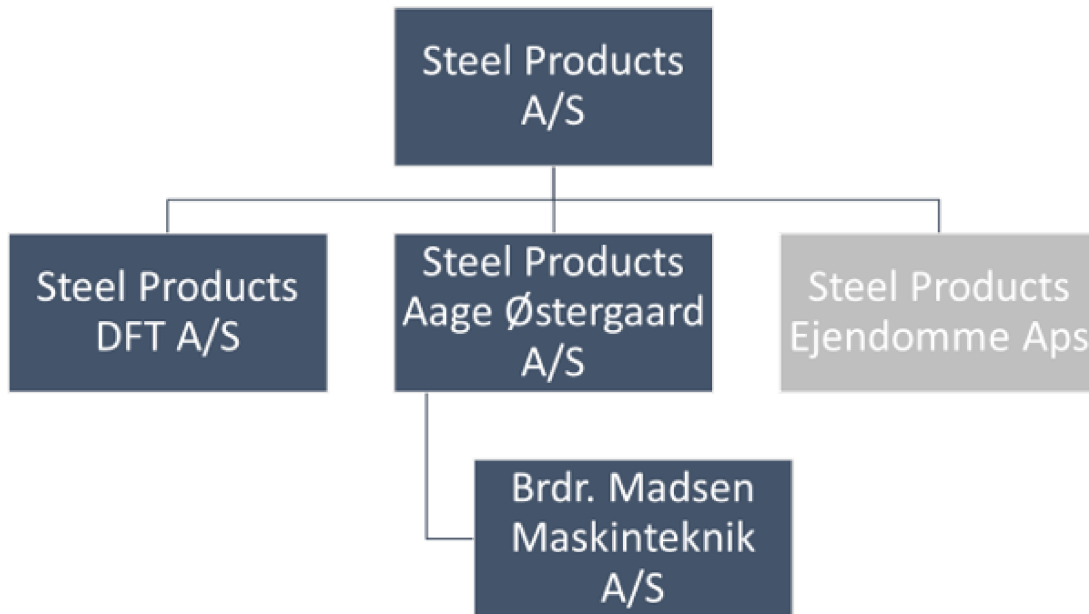 Steel Products
A/S
Steel Products
DFT A/S
Steel Products
Aage Østergaard
A/S
Steel Products
Ejendomme Aps
Brdr. Madsen
Maskinteknik
A/S